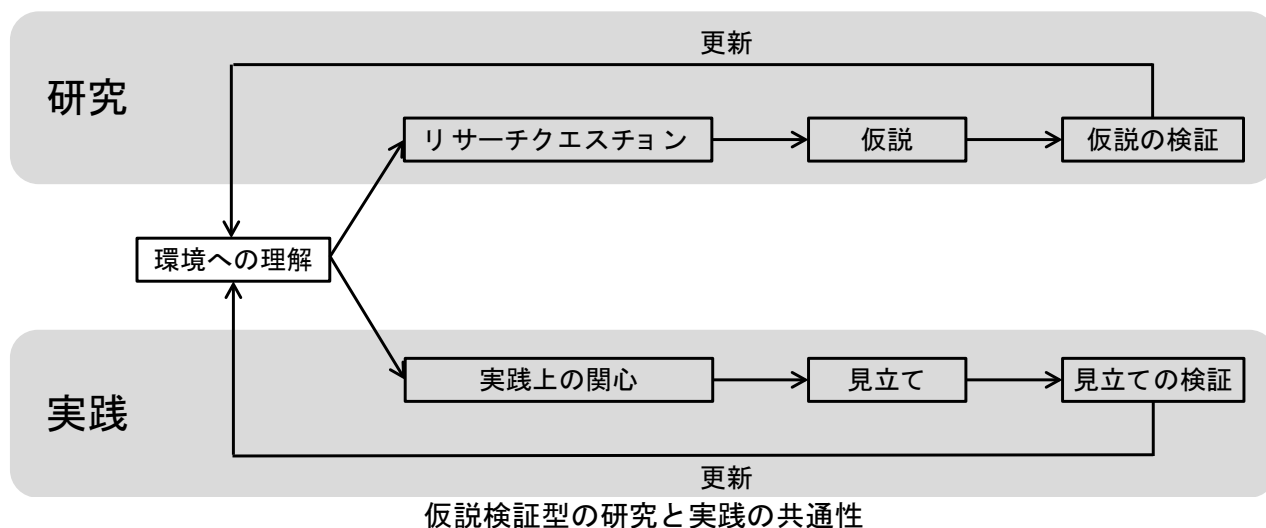 更新
研究
リサーチクエスチョン
仮説
仮説の検証
環境への理解
実践上の関心
見立て
見立ての検証
実践
更新
仮説検証型の研究と実践の共通性